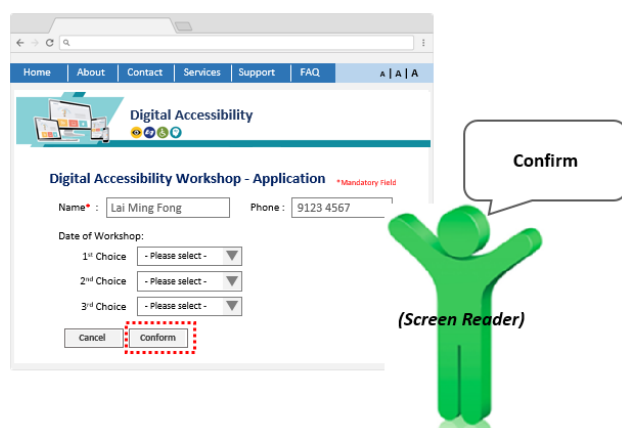 Home About Contact Services Support FAQ A | A | A
Digital Accessibility
Digital Accessibility Workshop - Application *Mandatory Field
Name* : Lai Ming Fong Phone : 9123 4567
Date of Workshop:
1st Choice - Please select -
2nd Choice - Please select -
3rd Choice - Please select -
Cancel Confirm
Confirm
(Screen Reader)